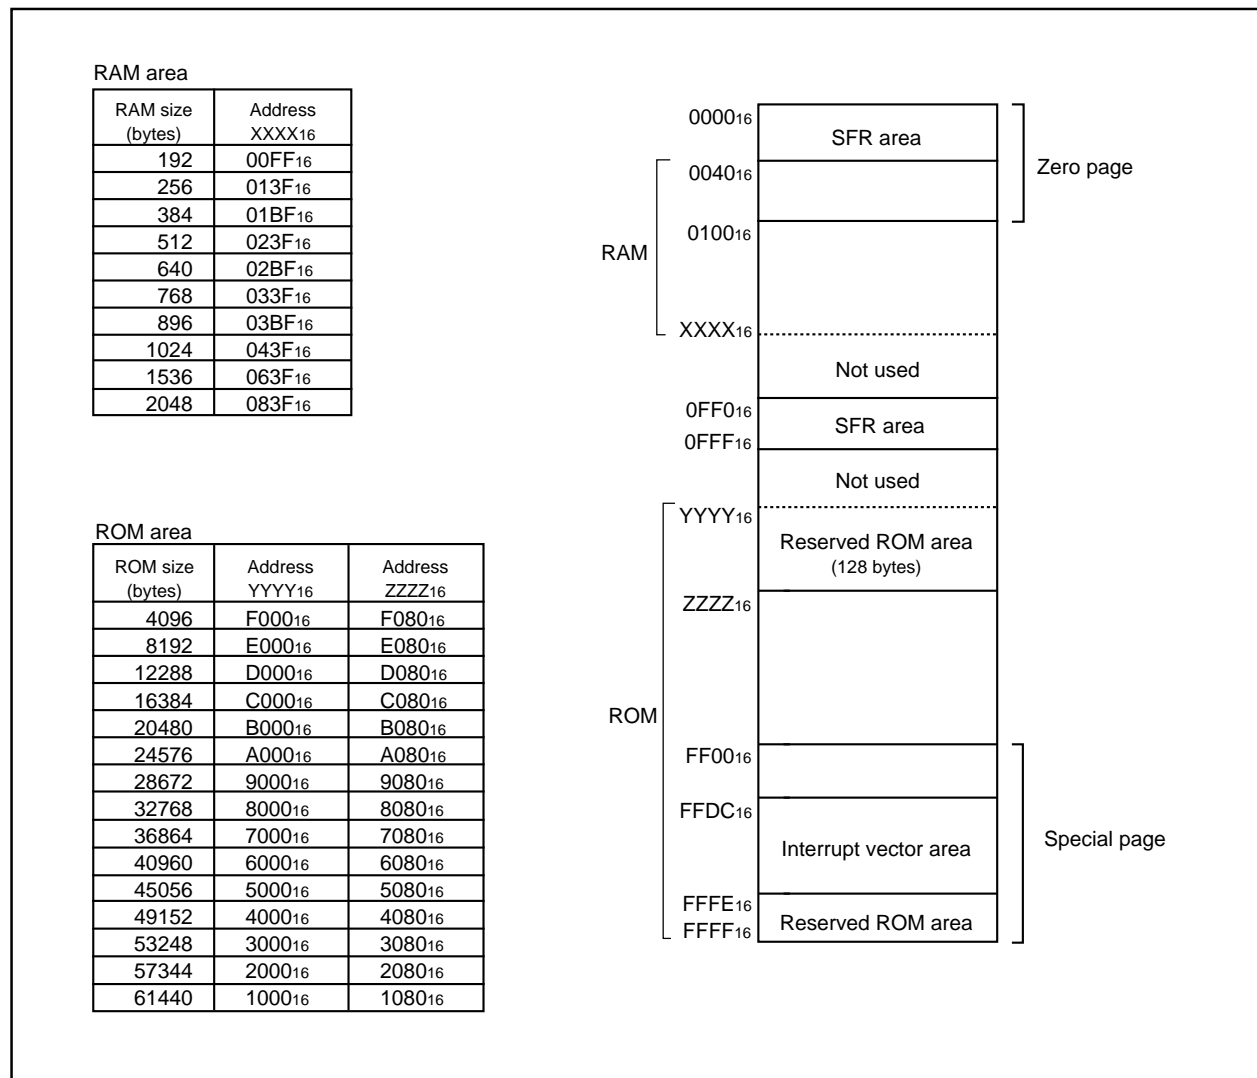 RAM area
RAM size (bytes) Address XXXX16
192 00FF16
256 013F16
384 01BF16
512 023F16
640 02BF16
768 033F16
896 03BF16
1024 043F16
1536 063F16
2048 083F16
ROM area
ROM size (bytes) Address YYYY16 Address ZZZZ16
4096 F00016 F08016
8192 E00016 E08016
12288 D00016 D08016
16384 C00016 C08016
20480 B00016 B08016
24576 A00016 A08016
28672 900016 908016
32768 800016 808016
36864 700016 708016
40960 600016 608016
45056 500016 508016
49152 400016 408016
53248 300016 308016
57344 200016 208016
61440 100016 108016
000016
SFR area
004016
Zero page
010016
RAM
XXXX16
Not used
0FF016
SFR area
0FFF16
Not used
YYYY16
Reserved ROM area
(128 bytes)
ZZZZ16
ROM
FF0016
FFDC16
Interrupt vector area
Special page
FFFE16
Reserved ROM area
FFFF16